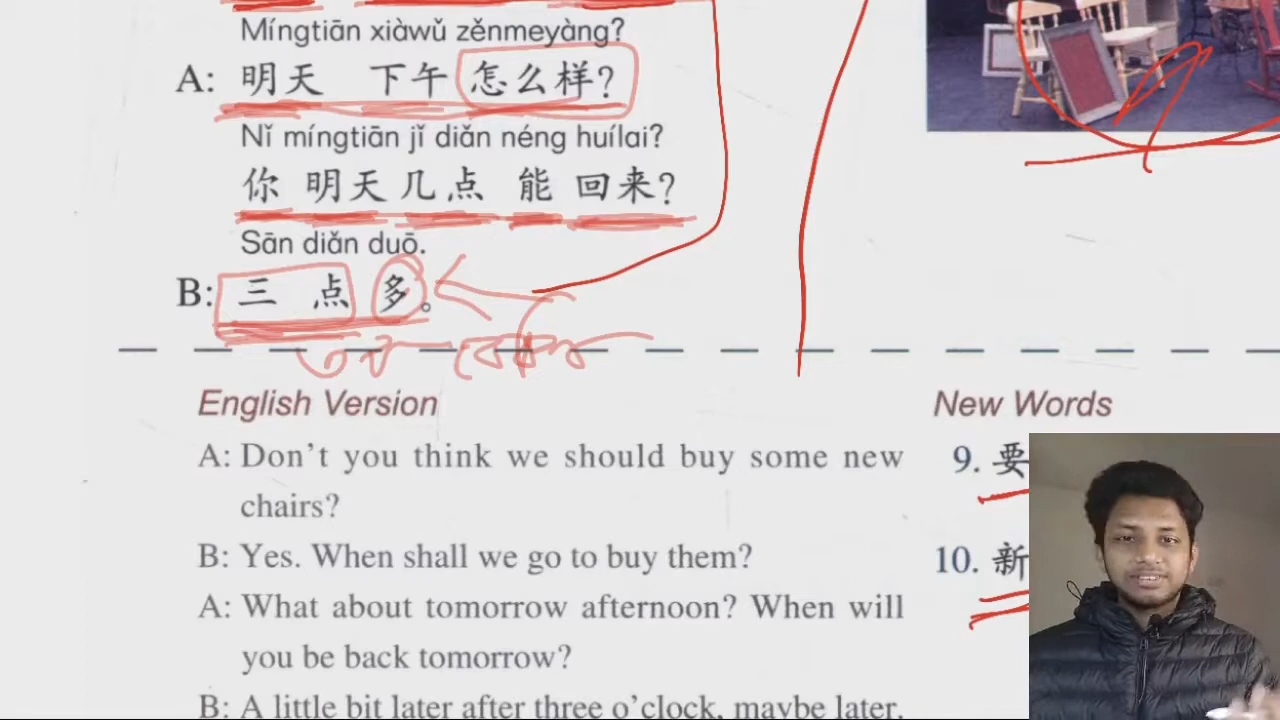 Míngtiān xiàwǔ zěnmeyàng?
A: 明天 下午 怎么样?
Nǐ míngtiān jǐ diǎn néng huílai?
你 明天 几 点 能 回来?
Sān diǎn duō.
B: 三 点 多。
English Version
A: Don't you think we should buy some new
chairs?
B: Yes. When shall we go to buy them?
A: What about tomorrow afternoon? When will
you be back tomorrow?
B: A little bit later after three o'clock, maybe later.
New Words
9. 要
10. 新